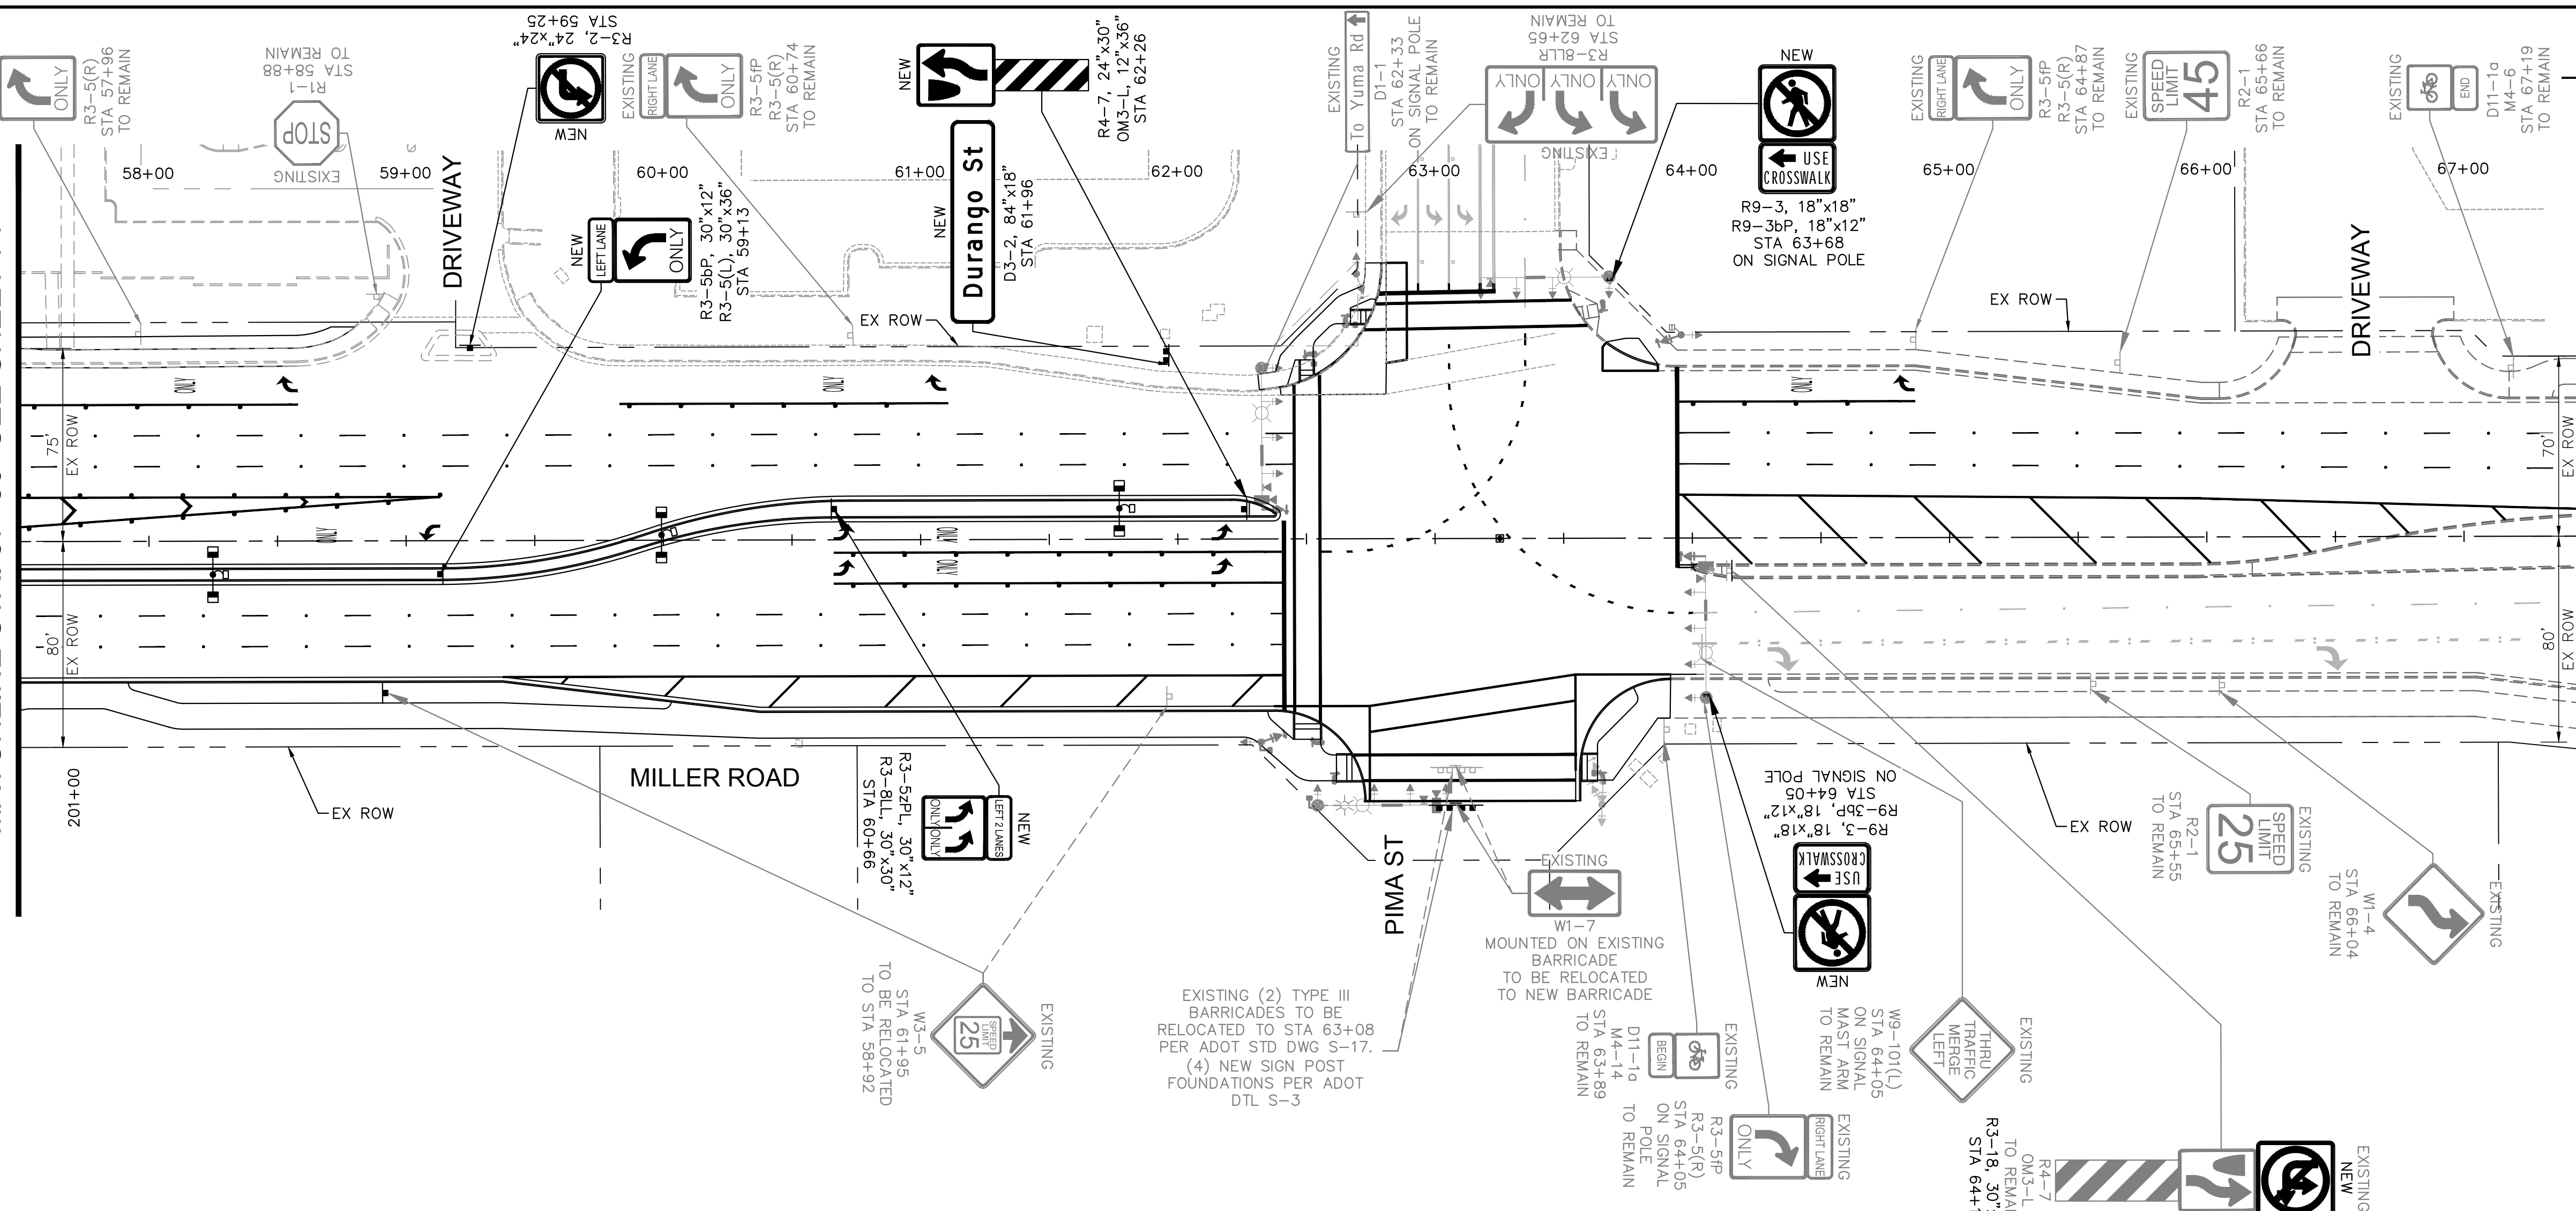 ONLY
R3-5(R)
STA 57+96
TO REMAIN
STOP
EXISTING
R1-1
STA 58+88
TO REMAIN
NEW
R3-2, 24"x24"
STA 59+25
EXISTING
RIGHT LANE
ONLY
R3-5fP
R3-5(R)
STA 60+74
TO REMAIN
NEW
R4-7, 24"x30"
OM3-L, 12"x36"
STA 62+26
EXISTING
To Yuma Rd
D1-1
STA 62+33
ON SIGNAL POLE
TO REMAIN
EXISTING
ONLY
ONLY
ONLY
R3-8LLR
STA 62+65
TO REMAIN
NEW
USE
CROSSWALK
R9-3, 18"x18"
R9-3bP, 18"x12"
STA 63+68
ON SIGNAL POLE
EXISTING
RIGHT LANE
ONLY
R3-5fP
R3-5(R)
STA 64+87
TO REMAIN
EXISTING
SPEED
LIMIT
45
R2-1
STA 65+66
TO REMAIN
EXISTING
END
D11-1a
M4-6
STA 67+19
TO REMAIN
58+00
59+00
60+00
61+00
62+00
63+00
64+00
65+00
66+00
67+00
DRIVEWAY
NEW
LEFT LANE
ONLY
R3-5bP, 30"x12"
R3-5(L), 30"x36"
STA 59+13
NEW
Durango St
D3-2, 84"x18"
STA 61+96
EX ROW
EX ROW
DRIVEWAY
ONLY
ONLY
ONLY
75'
EX ROW
70'
EX ROW
ONLY
ONLY
ONLY
80'
EX ROW
80'
EX ROW
201+00
EX ROW
MILLER ROAD
NEW
LEFT 2 LANES
ONLY
ONLY
R3-5zPL, 30"x12"
R3-8LL, 30"x30"
STA 60+66
EXISTING
SPEED
LIMIT
25
W3-5
STA 61+95
TO BE RELOCATED
TO STA 58+92
PIMA ST
EXISTING
W1-7
MOUNTED ON EXISTING
BARRICADE
TO BE RELOCATED
TO NEW BARRICADE
EXISTING (2) TYPE III
BARRICADES TO BE
RELOCATED TO STA 63+08
PER ADOT STD DWG S-17.
(4) NEW SIGN POST
FOUNDATIONS PER ADOT
DTL S-3
NEW
USE
CROSSWALK
R9-3, 18"x18"
R9-3bP, 18"x12"
STA 64+05
ON SIGNAL POLE
EX ROW
EXISTING
SPEED
LIMIT
25
R2-1
STA 65+55
TO REMAIN
EXISTING
W1-4
STA 66+04
TO REMAIN
EXISTING
BEGIN
D11-1a
M4-14
STA 63+89
TO REMAIN
EXISTING
RIGHT LANE
ONLY
R3-5fP
R3-5(R)
STA 64+05
ON SIGNAL
POLE
TO REMAIN
EXISTING
THRU
TRAFFIC
MERGE
LEFT
W9-101(L)
STA 64+05
ON SIGNAL
MAST ARM
TO REMAIN
EXISTING
NEW
R4-7
OM3-L
R3-18,